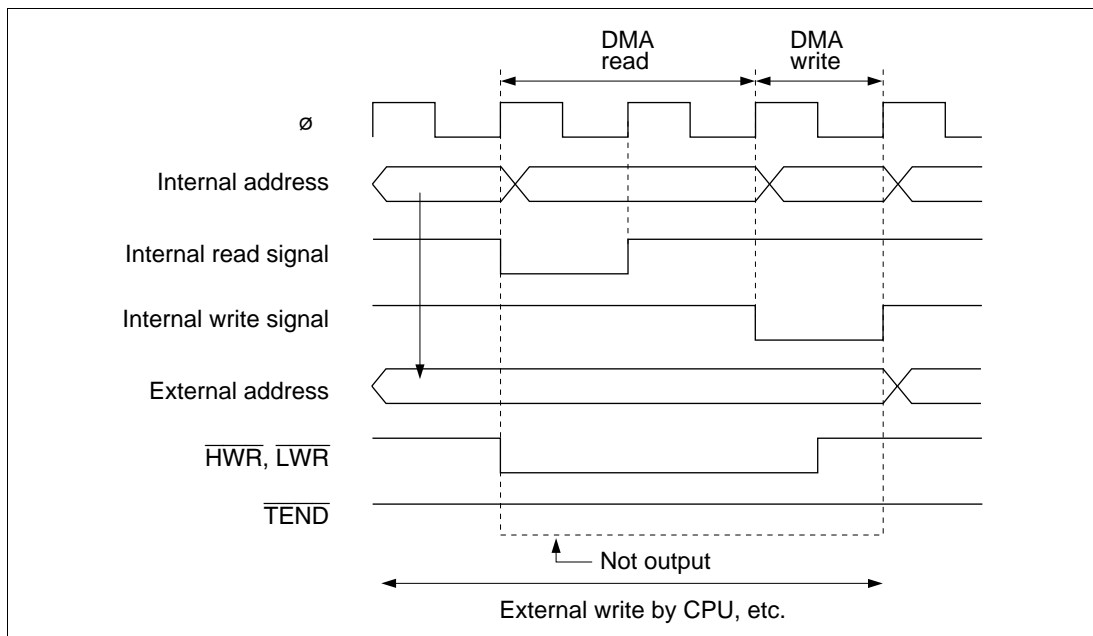 DMA DMA
read write
ø
Internal address
Internal read signal
Internal write signal
External address
HWR, LWR
TEND
Not output
External write by CPU, etc.